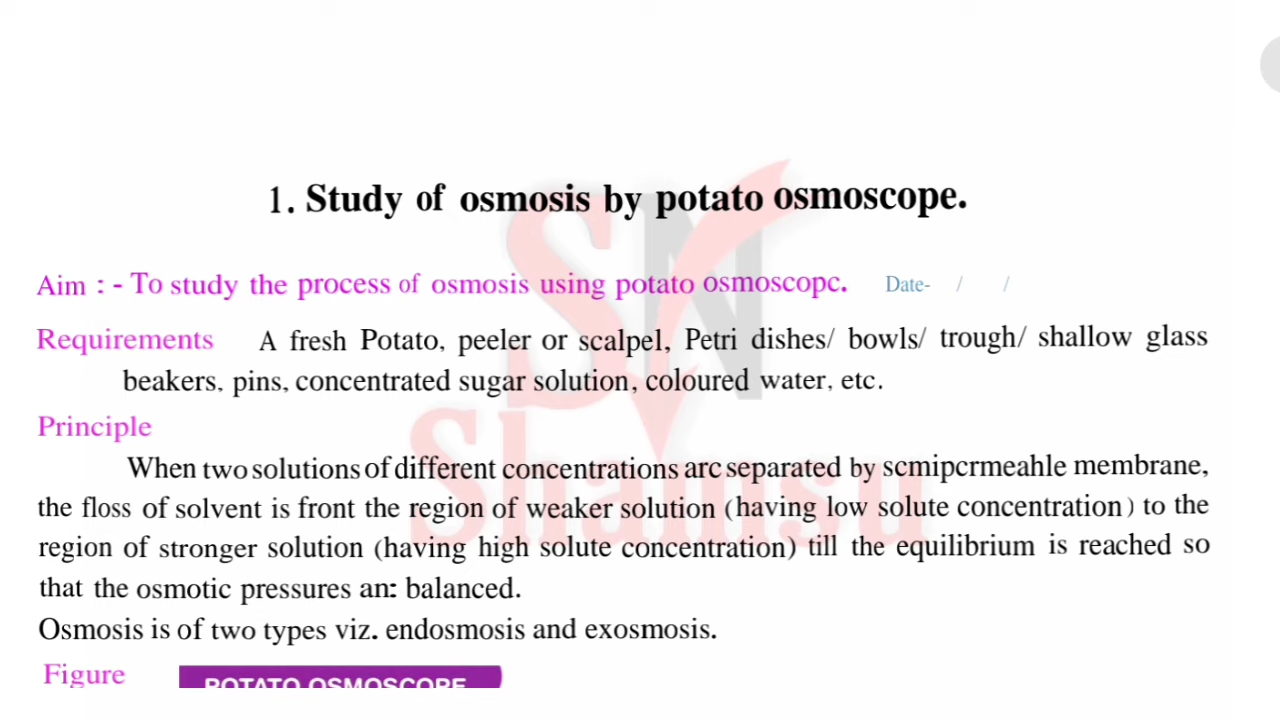 1. Study of osmosis by potato osmoscope.
Aim : - To study the process of osmosis using potato osmoscopc. Date- / /
Requirements A fresh Potato, peeler or scalpel, Petri dishes/ bowls/ trough/ shallow glass
beakers, pins, concentrated sugar solution, coloured water, etc.
Principle
When two solutions of different concentrations arc separated by scmipcrmeahle membrane,
the floss of solvent is front the region of weaker solution (having low solute concentration) to the
region of stronger solution (having high solute concentration) till the equilibrium is reached so
that the osmotic pressures an: balanced.
Osmosis is of two types viz. endosmosis and exosmosis.
Figure POTATO OSMOSCOPE
SN
Shamsu